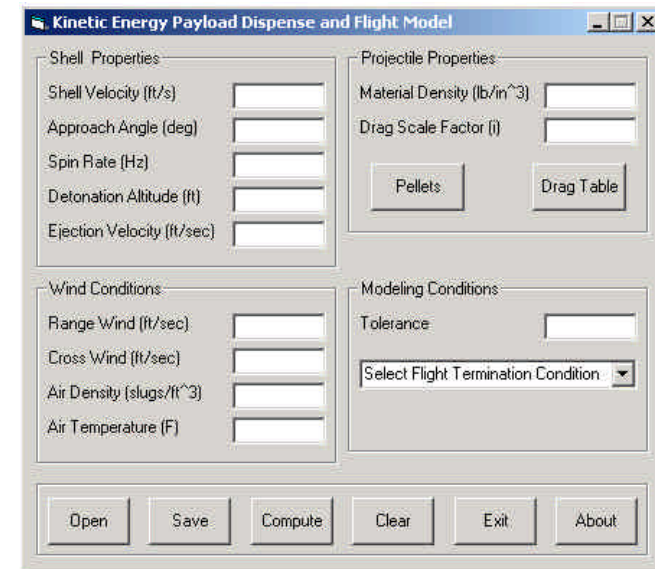 Kinetic Energy Payload Dispense and Flight Model
Shell Properties
Shell Velocity (ft/s)
Approach Angle (deg)
Spin Rate (Hz)
Detonation Altitude (ft)
Ejection Velocity (ft/sec)
Projectile Properties
Material Density (lb/in^3)
Drag Scale Factor (i)
Pellets
Drag Table
Wind Conditions
Range Wind (ft/sec)
Cross Wind (ft/sec)
Air Density (slugs/ft^3)
Air Temperature (F)
Modeling Conditions
Tolerance
Select Flight Termination Condition
Open Save Compute Clear Exit About